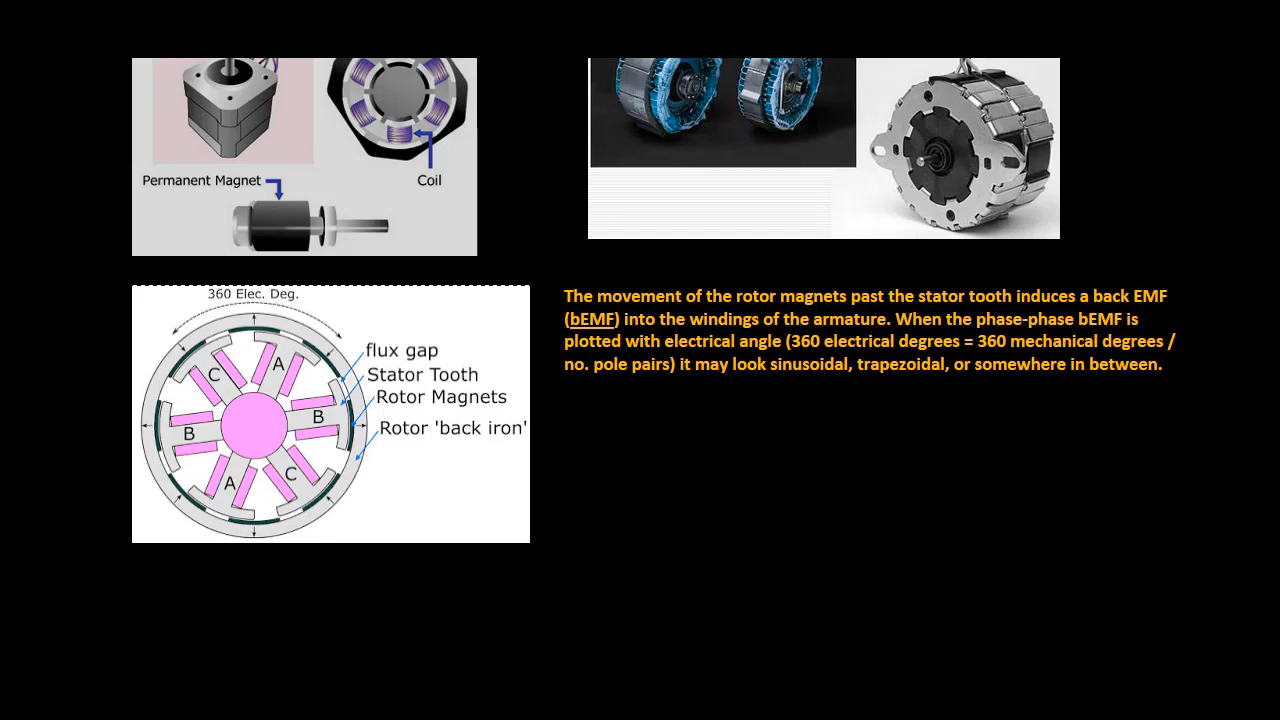 Permanent Magnet
Coil
360 Elec. Deg.
flux gap
Stator Tooth
Rotor Magnets
Rotor 'back iron'
A
C
B
B
C
A
The movement of the rotor magnets past the stator tooth induces a back EMF
(bEMF) into the windings of the armature. When the phase-phase bEMF is
plotted with electrical angle (360 electrical degrees = 360 mechanical degrees /
no. pole pairs) it may look sinusoidal, trapezoidal, or somewhere in between.